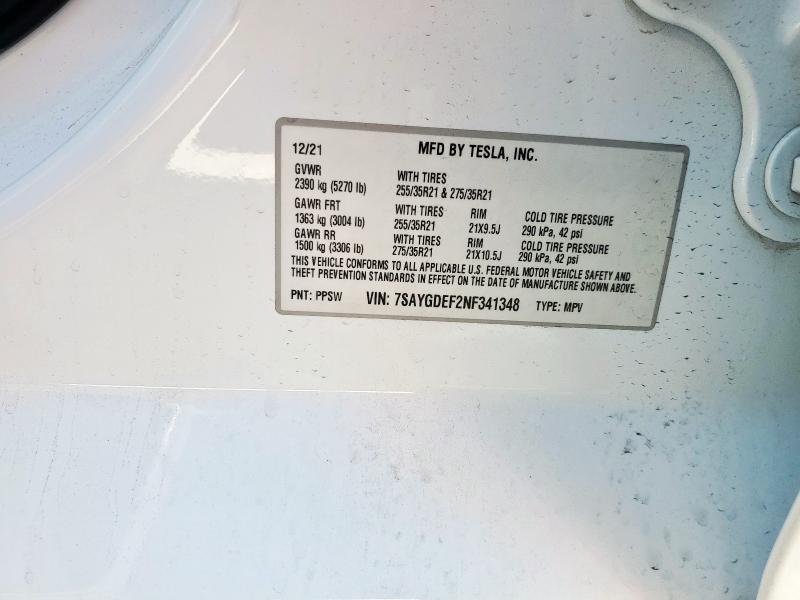 12/21 MFD BY TESLA, INC.
GVWR WITH TIRES
2390 kg (5270 lb) 255/35R21 & 275/35R21
GAWR FRT WITH TIRES RIM COLD TIRE PRESSURE
1363 kg (3004 lb) 255/35R21 21X9.5J 290 kPa, 42 psi
GAWR RR WITH TIRES RIM COLD TIRE PRESSURE
1500 kg (3306 lb) 275/35R21 21X10.5J 290 kPa, 42 psi
THIS VEHICLE CONFORMS TO ALL APPLICABLE U.S. FEDERAL MOTOR VEHICLE SAFETY AND
THEFT PREVENTION STANDARDS IN EFFECT ON THE DATE OF MANUFACTURE SHOWN ABOVE.
PNT: PPSW VIN: 7SAYGDEF2NF341348 TYPE: MPV